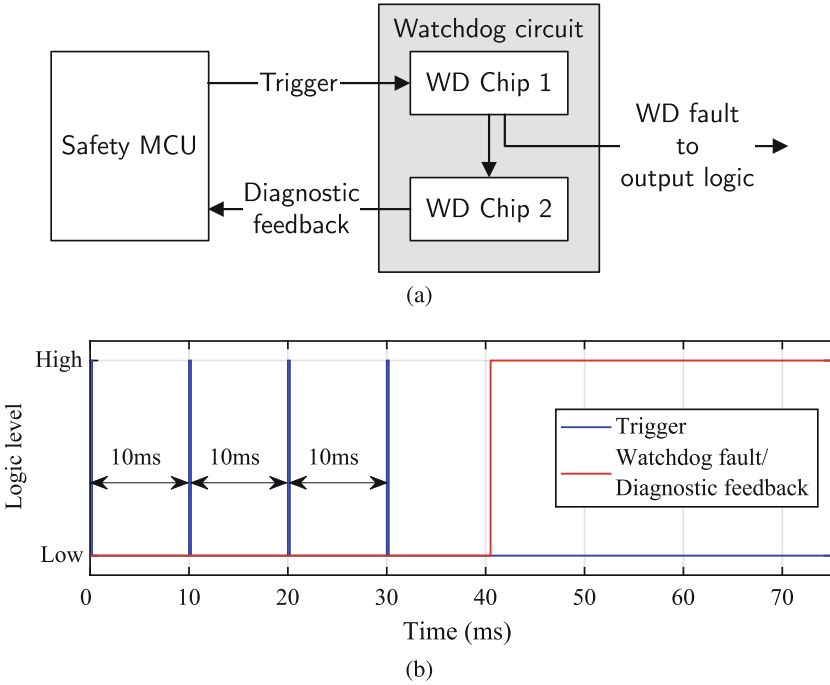 Watchdog circuit
Safety MCU
Trigger
WD Chip 1
WD fault
to
output logic
Diagnostic
feedback
WD Chip 2
(a)
High
Low
Logic level
10ms
10ms
10ms
Trigger
Watchdog fault/
Diagnostic feedback
0 10 20 30 40 50 60 70
Time (ms)
(b)